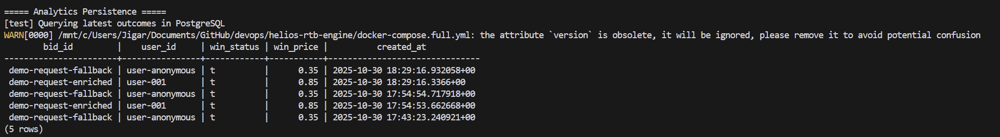 ===== Analytics Persistence =====
[test] Querying latest outcomes in PostgreSQL
WARN[0000] /mnt/c/Users/Jigar/Documents/GitHub/devops/helios-rtb-engine/docker-compose.full.yml: the attribute `version` is obsolete, it will be ignored, please remove it to avoid potential confusion
        bid_id         |    user_id     | win_status | win_price |          created_at
-----------------------+----------------+------------+-----------+-------------------------------
 demo-request-fallback | user-anonymous | t          |      0.35 | 2025-10-30 18:29:16.932058+00
 demo-request-enriched | user-001       | t          |      0.85 | 2025-10-30 18:29:16.3366+00
 demo-request-fallback | user-anonymous | t          |      0.35 | 2025-10-30 17:54:54.717918+00
 demo-request-enriched | user-001       | t          |      0.85 | 2025-10-30 17:54:53.662668+00
 demo-request-fallback | user-anonymous | t          |      0.35 | 2025-10-30 17:43:23.240921+00
(5 rows)